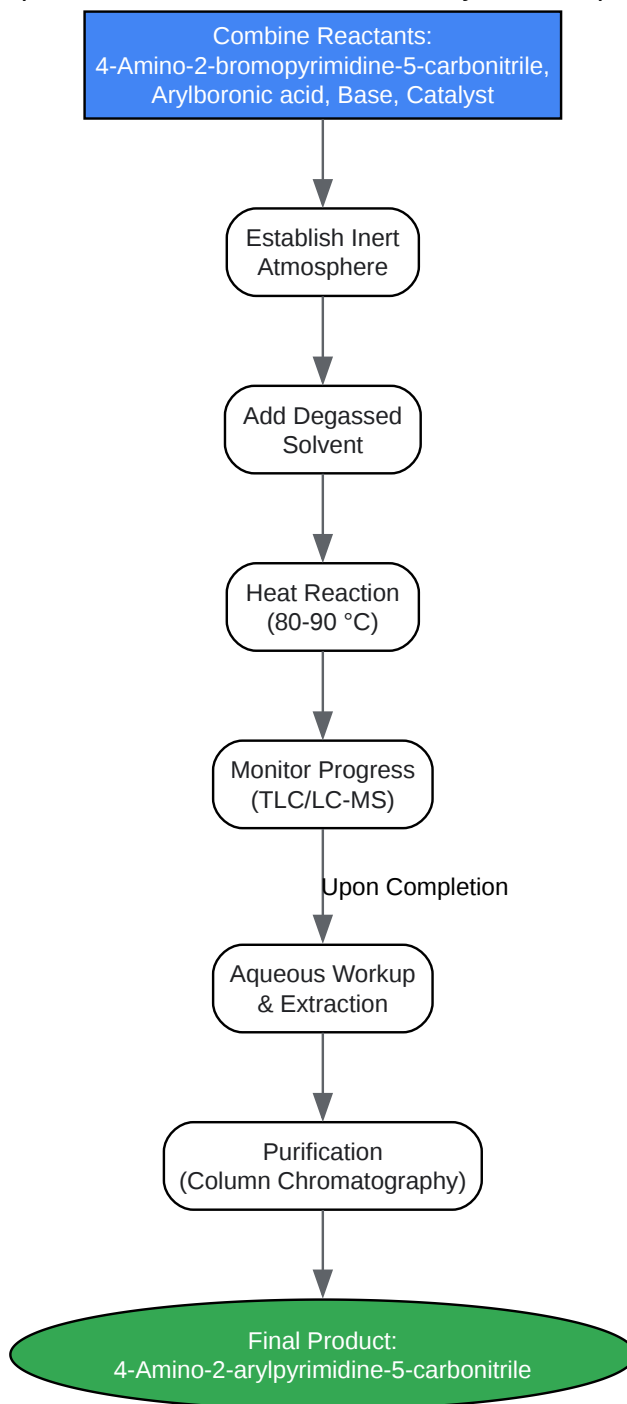 Combine Reactants:
4-Amino-2-bromopyrimidine-5-carbonitrile,
Arylboronic acid, Base, Catalyst
Establish Inert
Atmosphere
Add Degassed
Solvent
Heat Reaction
(80-90 °C)
Monitor Progress
(TLC/LC-MS)
Upon Completion
Aqueous Workup
& Extraction
Purification
(Column Chromatography)
Final Product:
4-Amino-2-arylpyrimidine-5-carbonitrile